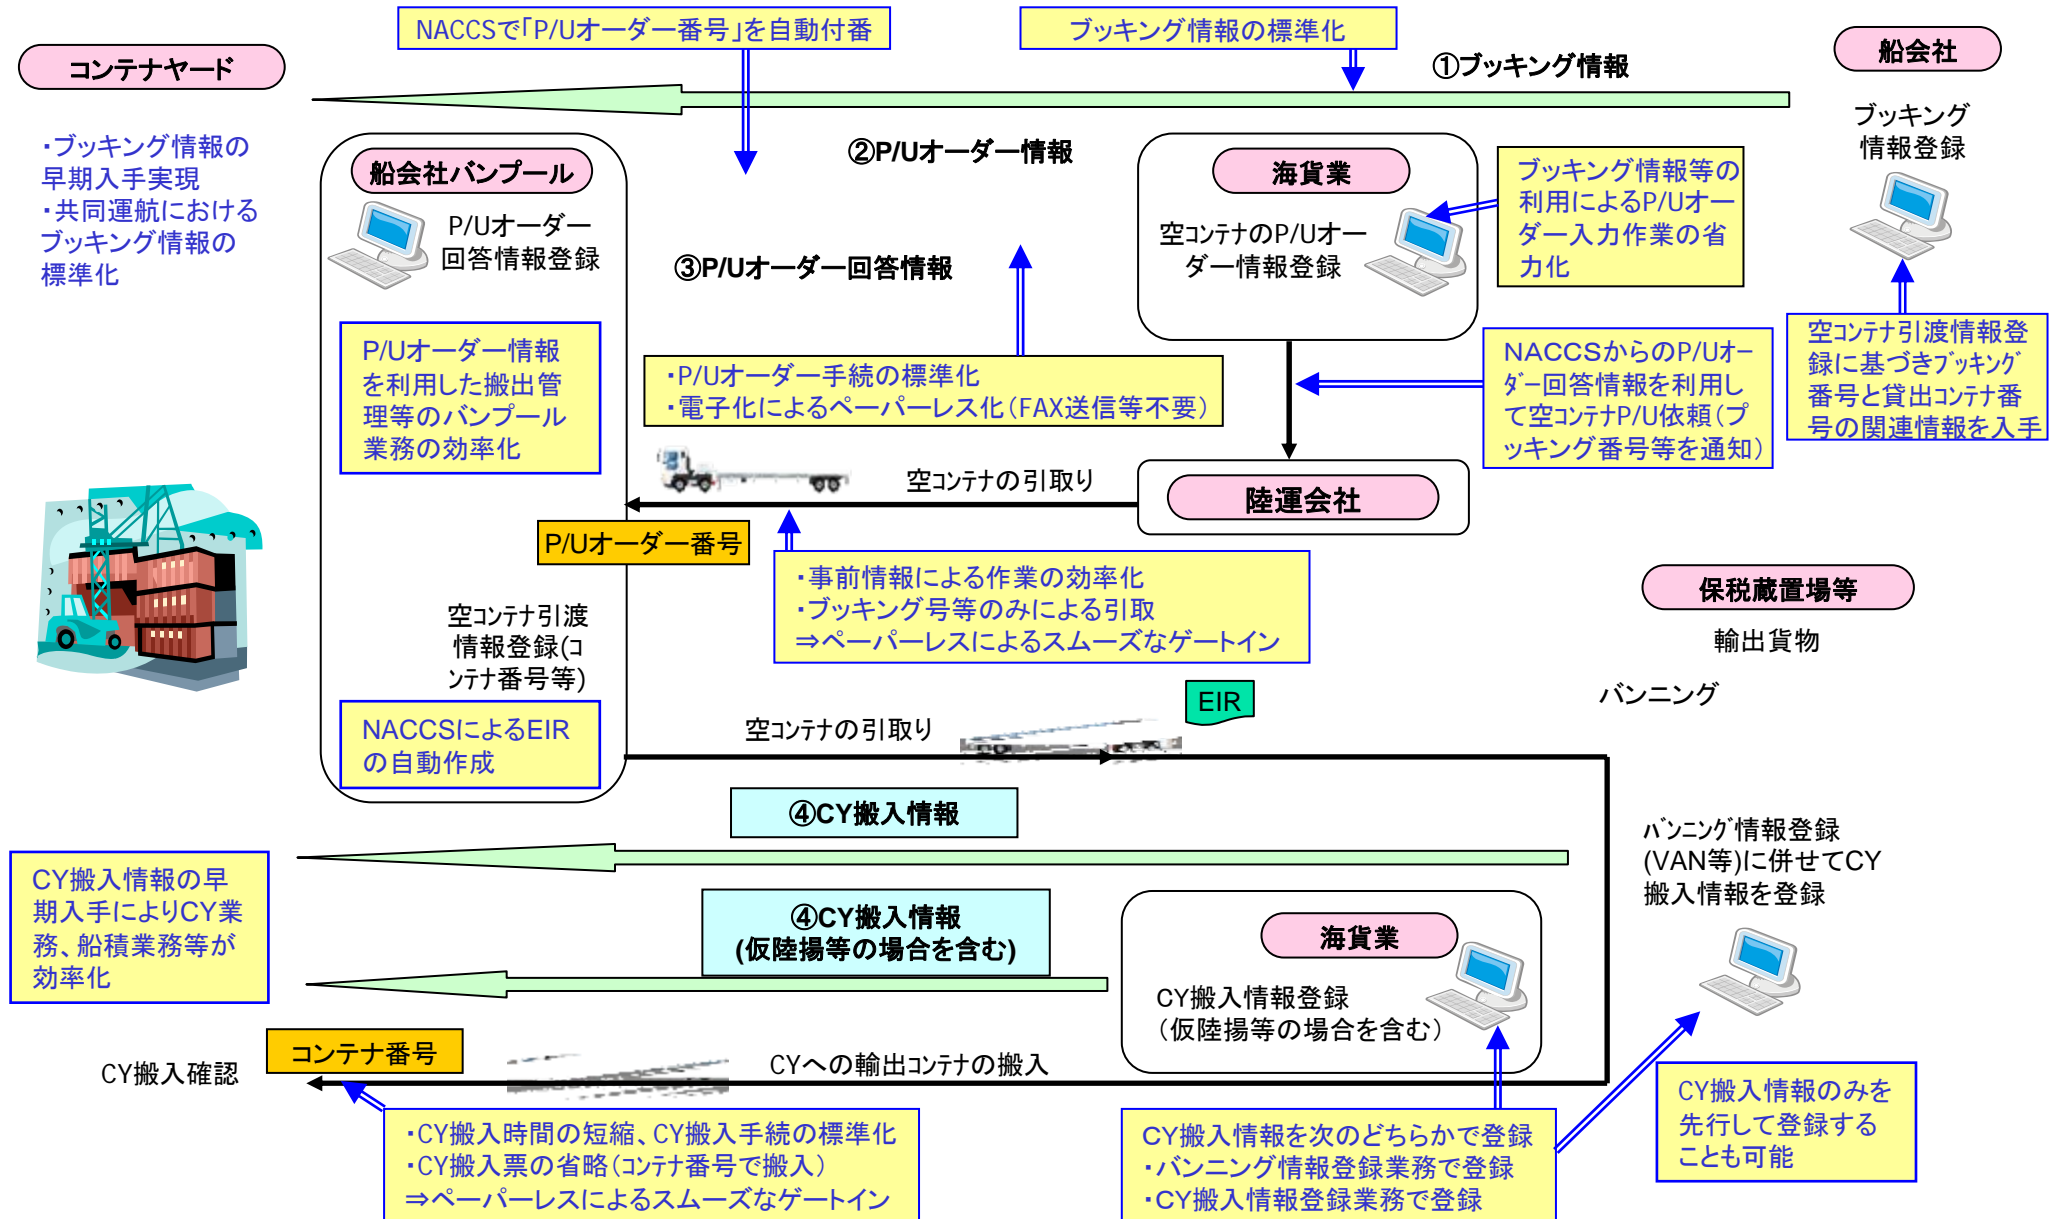 NACCSで「P/Uオーダー番号」を自動付番
ブッキング情報の標準化
船会社
コンテナヤード
①ブッキング情報
ブッキング
情報登録
・ブッキング情報の
早期入手実現
・共同運航における
ブッキング情報の
標準化
船会社バンプール
P/Uオーダー
回答情報登録
②P/Uオーダー情報
③P/Uオーダー回答情報
海貨業
空コンテナのP/Uオー
ダー情報登録
ブッキング情報等の
利用によるP/Uオー
ダー入力作業の省
力化
P/Uオーダー情報
を利用した搬出管
理等のバンプール
業務の効率化
・P/Uオーダー手続の標準化
・電子化によるペーパーレス化(FAX送信等不要)
NACCSからのP/Uオー
ダー回答情報を利用し
て空コンテナP/U依頼(ブ
ッキング番号等を通知)
空コンテナ引渡情報登
録に基づきブッキング
番号と貸出コンテナ番
号の関連情報を入手
空コンテナの引取り
陸運会社
P/Uオーダー番号
・事前情報による作業の効率化
・ブッキング号等のみによる引取
⇒ペーパーレスによるスムーズなゲートイン
保税蔵置場等
輸出貨物
バンニング
空コンテナ引渡
情報登録(コ
ンテナ番号等)
NACCSによるEIR
の自動作成
空コンテナの引取り
EIR
④CY搬入情報
バンニング情報登録
(VAN等)に併せてCY
搬入情報を登録
CY搬入情報の早
期入手によりCY業
務、船積業務等が
効率化
④CY搬入情報
(仮陸揚等の場合を含む)
海貨業
CY搬入情報登録
(仮陸揚等の場合を含む)
コンテナ番号
CY搬入確認
CYへの輸出コンテナの搬入
・CY搬入時間の短縮、CY搬入手続の標準化
・CY搬入票の省略(コンテナ番号で搬入)
⇒ペーパーレスによるスムーズなゲートイン
CY搬入情報を次のどちらかで登録
・バンニング情報登録業務で登録
・CY搬入情報登録業務で登録
CY搬入情報のみを
先行して登録する
ことも可能